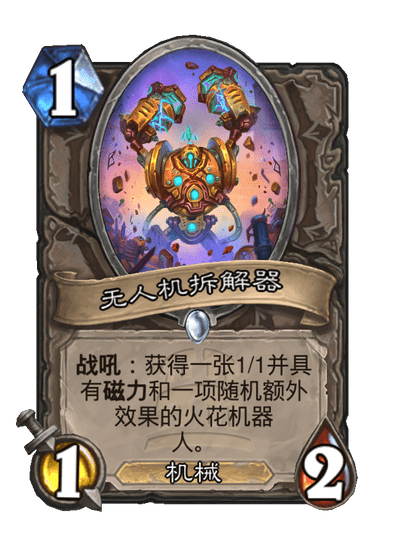 1
无人机拆解器
战吼：获得一张1/1并具
有磁力和一项随机额外
效果的火花机器
人。
机械
1
2